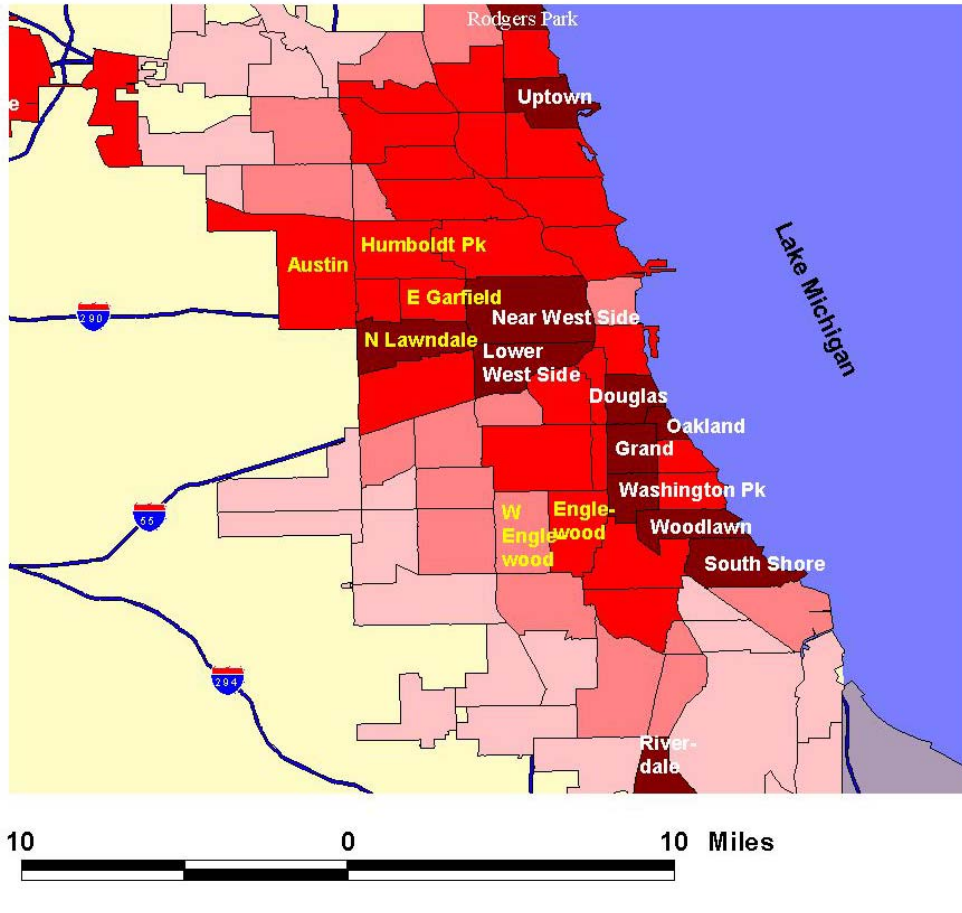 Rodgers Park
Uptown
e
Humboldt Pk
Austin
E Garfield
Near West Side
290
N Lawndale
Lower
West Side
Douglas
Oakland
Grand
Washington Pk
W
Engle-
wood
Engle-
wood
Woodlawn
South Shore
55
294
River-
dale
Lake Michigan
10 0 10 Miles